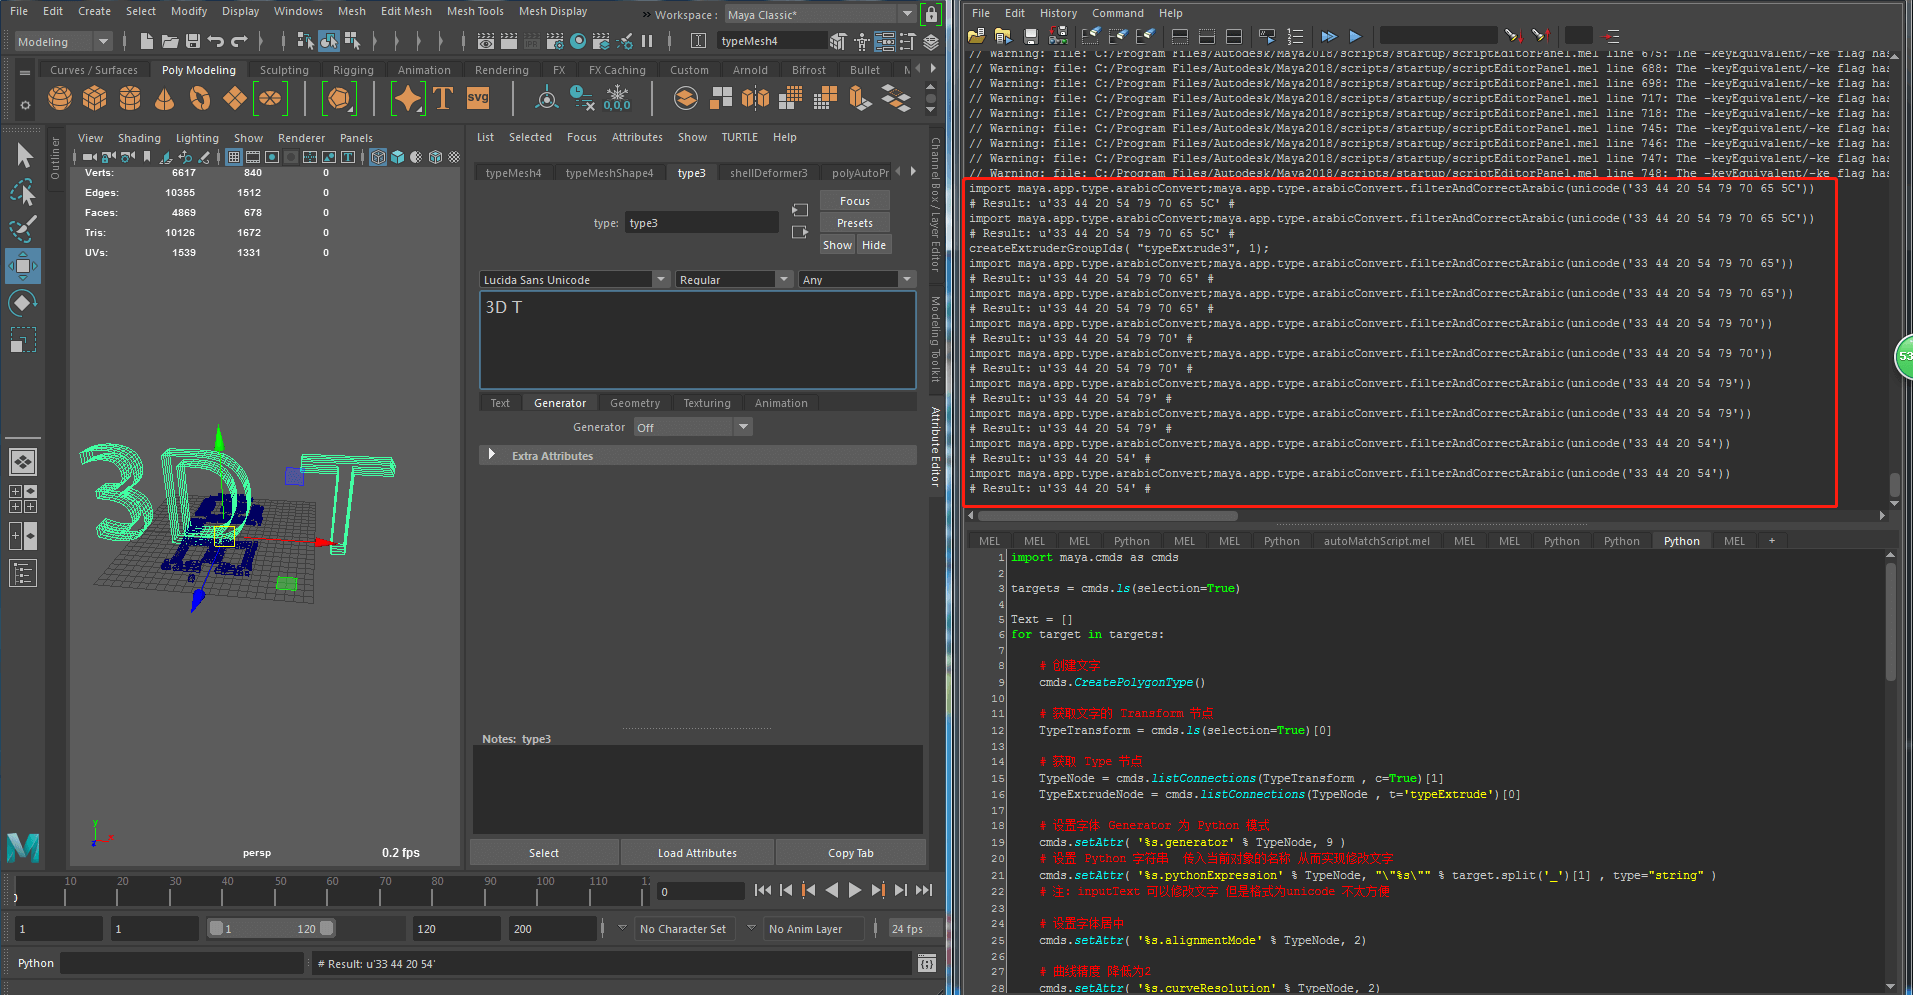 File Edit Create Select Modify Display Windows Mesh Edit Mesh Mesh Tools Mesh Display
» Workspace : Maya Classic*
Modeling
typeMesh4
Curves / Surfaces Poly Modeling Sculpting Rigging Animation Rendering FX FX Caching Custom Arnold Bifrost Bullet
T svg
0,0,0
View Shading Lighting Show Renderer Panels
Outliner
Verts: 6617 840 0
Edges: 10355 1512 0
Faces: 4869 678 0
Tris: 10126 1672 0
UVs: 1539 1331 0
3D T
y
x
z
persp
0.2 fps
List Selected Focus Attributes Show TURTLE Help
typeMesh4 typeMeshShape4 type3 shellDeformer3 polyAutoPr
Focus
type: type3
Presets
Show Hide
Lucida Sans Unicode Regular Any
3D T
Text Generator Geometry Texturing Animation
Generator Off
Extra Attributes
Notes: type3
Select Load Attributes Copy Tab
Channel Box / Layer Editor
Modeling Toolkit
Attribute Editor
10 20 30 40 50 60 70 80 90 100 110 12
0
1 1 1 120 120 200 No Character Set No Anim Layer 24 fps
Python
# Result: u'33 44 20 54'
File Edit History Command Help
// Warning: file: C:/Program Files/Autodesk/Maya2018/scripts/startup/scriptEditorPanel.mel line 675: The -keyEquivalent/-ke flag has
// Warning: file: C:/Program Files/Autodesk/Maya2018/scripts/startup/scriptEditorPanel.mel line 688: The -keyEquivalent/-ke flag has
// Warning: file: C:/Program Files/Autodesk/Maya2018/scripts/startup/scriptEditorPanel.mel line 698: The -keyEquivalent/-ke flag has
// Warning: file: C:/Program Files/Autodesk/Maya2018/scripts/startup/scriptEditorPanel.mel line 717: The -keyEquivalent/-ke flag has
// Warning: file: C:/Program Files/Autodesk/Maya2018/scripts/startup/scriptEditorPanel.mel line 718: The -keyEquivalent/-ke flag has
// Warning: file: C:/Program Files/Autodesk/Maya2018/scripts/startup/scriptEditorPanel.mel line 745: The -keyEquivalent/-ke flag has
// Warning: file: C:/Program Files/Autodesk/Maya2018/scripts/startup/scriptEditorPanel.mel line 746: The -keyEquivalent/-ke flag has
// Warning: file: C:/Program Files/Autodesk/Maya2018/scripts/startup/scriptEditorPanel.mel line 747: The -keyEquivalent/-ke flag has
// Warning: file: C:/Program Files/Autodesk/Maya2018/scripts/startup/scriptEditorPanel.mel line 748: The -keyEquivalent/-ke flag has
import maya.app.type.arabicConvert;maya.app.type.arabicConvert.filterAndCorrectArabic(unicode('33 44 20 54 79 70 65 5C'))
# Result: u'33 44 20 54 79 70 65 5C' #
import maya.app.type.arabicConvert;maya.app.type.arabicConvert.filterAndCorrectArabic(unicode('33 44 20 54 79 70 65 5C'))
# Result: u'33 44 20 54 79 70 65 5C' #
createExtruderGroupIds( "typeExtrude3", 1);
import maya.app.type.arabicConvert;maya.app.type.arabicConvert.filterAndCorrectArabic(unicode('33 44 20 54 79 70 65'))
# Result: u'33 44 20 54 79 70 65' #
import maya.app.type.arabicConvert;maya.app.type.arabicConvert.filterAndCorrectArabic(unicode('33 44 20 54 79 70 65'))
# Result: u'33 44 20 54 79 70 65' #
import maya.app.type.arabicConvert;maya.app.type.arabicConvert.filterAndCorrectArabic(unicode('33 44 20 54 79 70'))
# Result: u'33 44 20 54 79 70' #
import maya.app.type.arabicConvert;maya.app.type.arabicConvert.filterAndCorrectArabic(unicode('33 44 20 54 79 70'))
# Result: u'33 44 20 54 79 70' #
import maya.app.type.arabicConvert;maya.app.type.arabicConvert.filterAndCorrectArabic(unicode('33 44 20 54 79'))
# Result: u'33 44 20 54 79' #
import maya.app.type.arabicConvert;maya.app.type.arabicConvert.filterAndCorrectArabic(unicode('33 44 20 54 79'))
# Result: u'33 44 20 54 79' #
import maya.app.type.arabicConvert;maya.app.type.arabicConvert.filterAndCorrectArabic(unicode('33 44 20 54'))
# Result: u'33 44 20 54' #
import maya.app.type.arabicConvert;maya.app.type.arabicConvert.filterAndCorrectArabic(unicode('33 44 20 54'))
# Result: u'33 44 20 54' #
53
MEL MEL MEL Python MEL MEL Python autoMatchScript.mel MEL MEL Python Python Python MEL +
1 import maya.cmds as cmds
2
3 targets = cmds.ls(selection=True)
4
5 Text = []
6 for target in targets:
7
8 # 创建文字
9 cmds.CreatePolygonType()
10
11 # 获取文字的 Transform 节点
12 TypeTransform = cmds.ls(selection=True)[0]
13
14 # 获取 Type 节点
15 TypeNode = cmds.listConnections(TypeTransform , c=True)[1]
16 TypeExtrudeNode = cmds.listConnections(TypeNode , t='typeExtrude')[0]
17
18 # 设置字体 Generator 为 Python 模式
19 cmds.setAttr( '%s.generator' % TypeNode, 9 )
20 # 设置 Python 字符串 传入当前对象的名称 从而实现修改文字
21 cmds.setAttr( '%s.pythonExpression' % TypeNode, "\"%s\"" % target.split('_')[1] , type="string" )
22 # 注: inputText 可以修改文字 但是格式为unicode 不太方便
23
24 # 设置字体居中
25 cmds.setAttr( '%s.alignmentMode' % TypeNode, 2)
26
27 # 曲线精度 降低为2
28 cmds.setAttr( '%s.curveResolution' % TypeNode, 2)